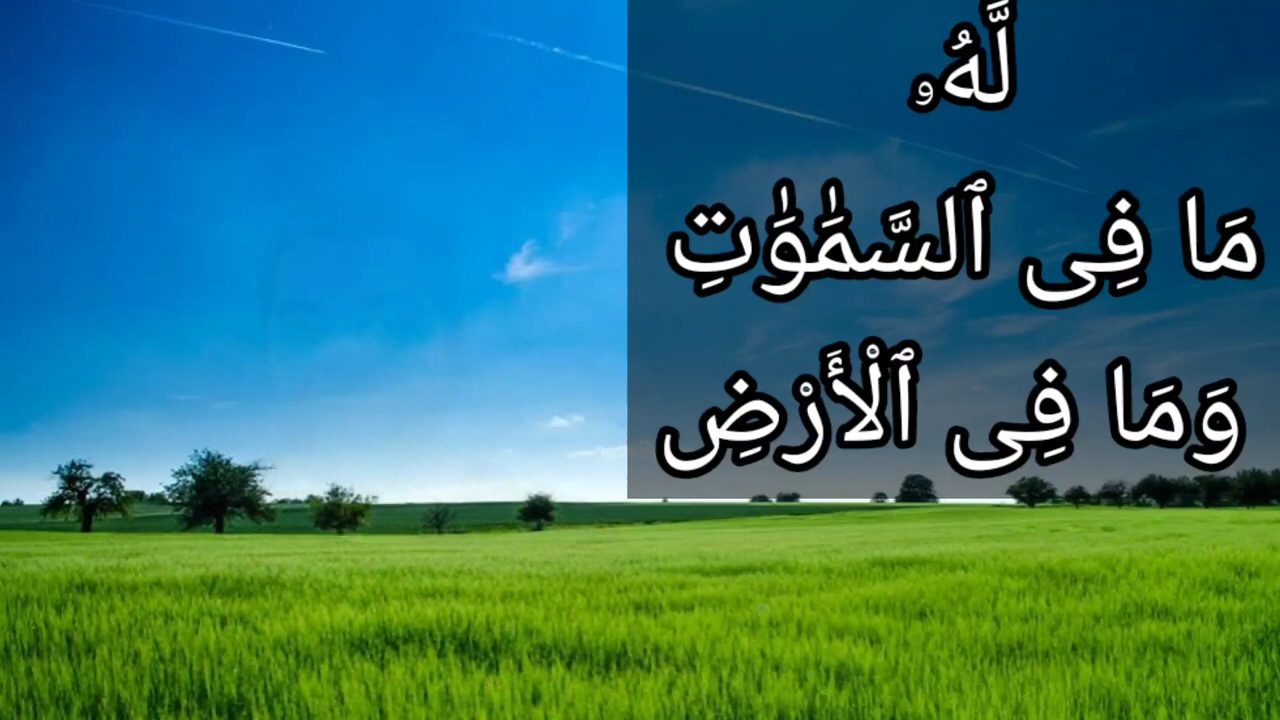 لَّهُۥ
مَا فِى ٱلسَّمَٰوَٰتِ
وَمَا فِى ٱلْأَرْضِ